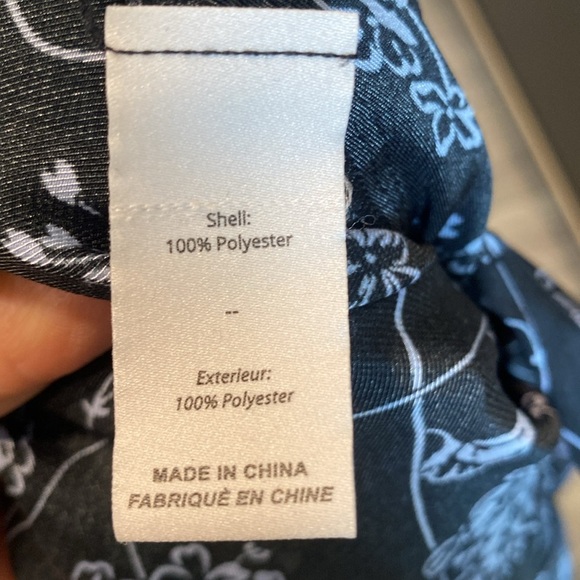 Shell:
100% Polyester
--
Exterieur:
100% Polyester
MADE IN CHINA
FABRIQUÈ EN CHINE